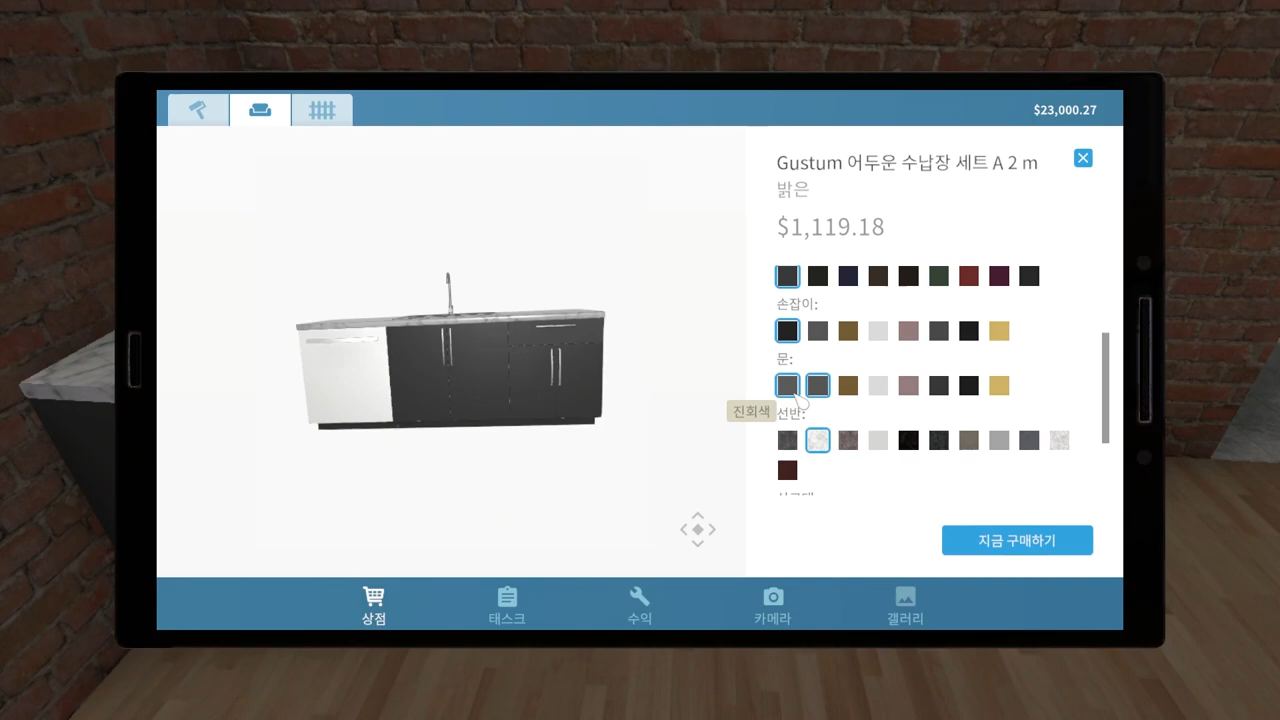 $23,000.27
Gustum 어두운 수납장 세트 A 2 m
밝은
$1,119.18
손잡이:
문:
진회색
선반:
지금 구매하기
상점
태스크
수익
카메라
갤러리